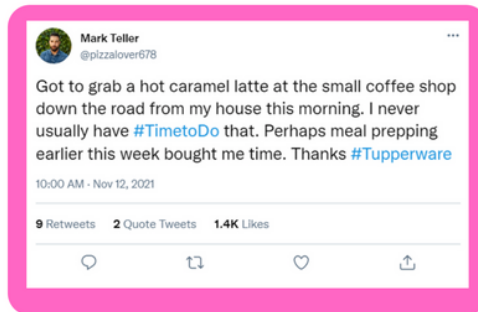 Mark Teller
@pizzalover678
Got to grab a hot caramel latte at the small coffee shop
down the road from my house this morning. I never
usually have #TimetoDo that. Perhaps meal prepping
earlier this week bought me time. Thanks #Tupperware
10:00 AM · Nov 12, 2021
9 Retweets 2 Quote Tweets 1.4K Likes